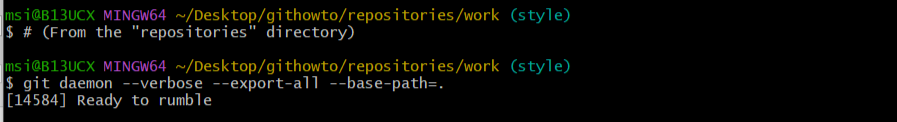 msi@B13UCX MINGW64 ~/Desktop/githowto/repositories/work (style)
$ # (From the "repositories" directory)
msi@B13UCX MINGW64 ~/Desktop/githowto/repositories/work (style)
$ git daemon --verbose --export-all --base-path=.
[14584] Ready to rumble